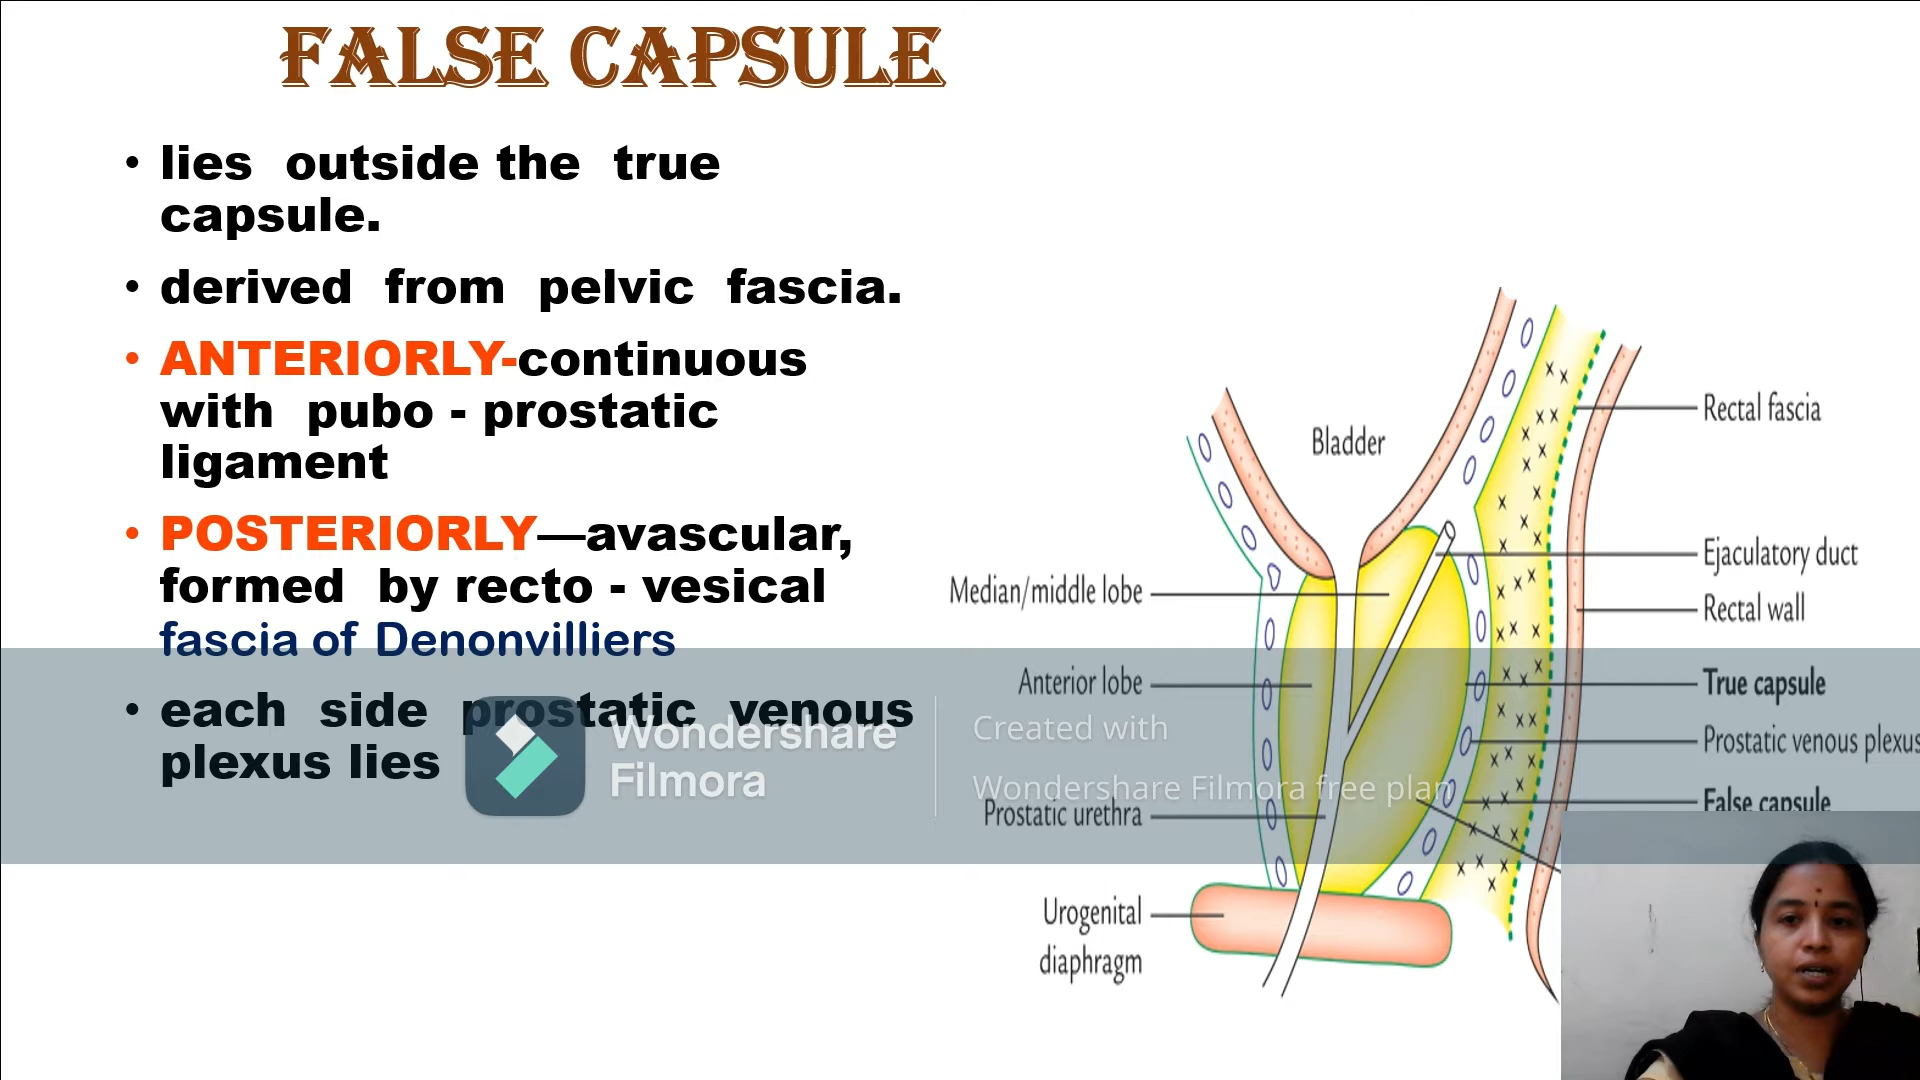 FALSE CAPSULE
• lies outside the true
capsule.
• derived from pelvic fascia.
• ANTERIORLY-continuous
with pubo - prostatic
ligament
• POSTERIORLY—avascular,
formed by recto - vesical
fascia of Denonvilliers
• each side prostatic venous
plexus lies
Wondershare
Filmora
Created with
Wondershare Filmora free plan
Bladder
Median/middle lobe
Anterior lobe
Prostatic urethra
Urogenital
diaphragm
Rectal fascia
Ejaculatory duct
Rectal wall
True capsule
Prostatic venous plexus
False capsule